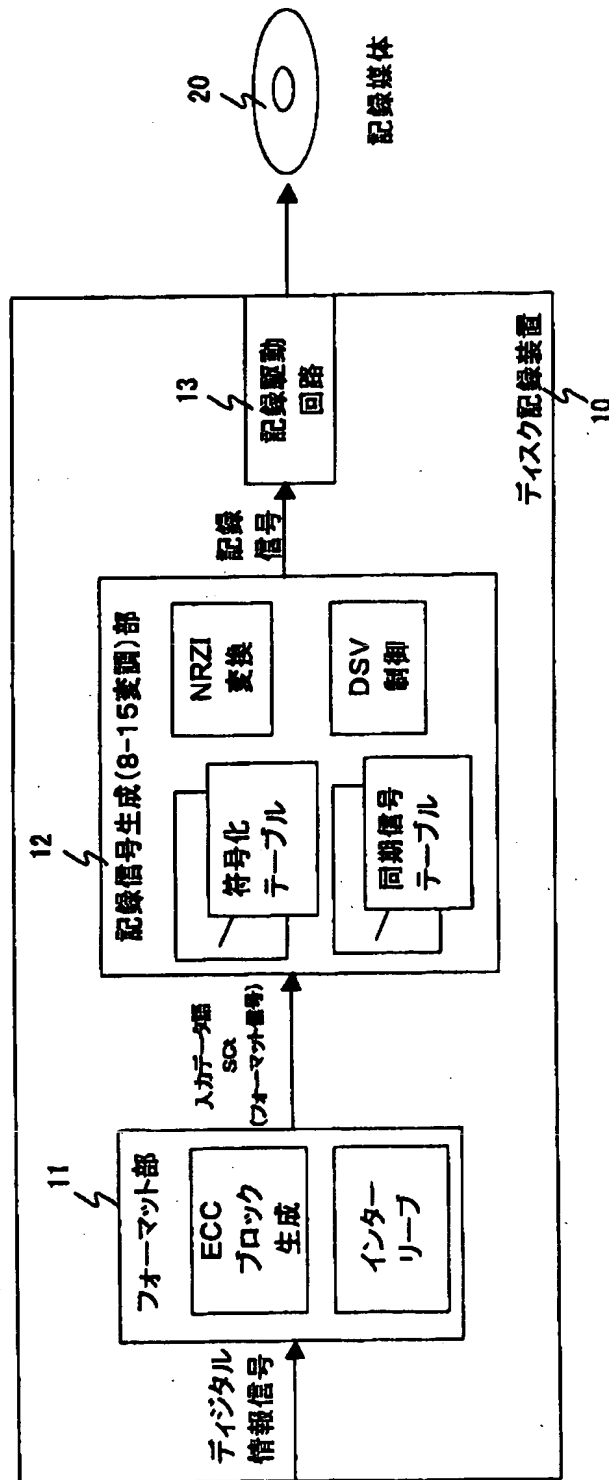 ディジタル
情報信号
11
フォーマット部
ECC
ブロック
生成
インター
リーブ
入力データ語
SCt
(フォーマット信号)
12
記録信号生成(8-15変調)部
符号化
テーブル
同期信号
テーブル
NRZI
変換
DSV
制御
記録
信号
13
記録駆動
回路
ディスク記録装置
10
20
記録媒体